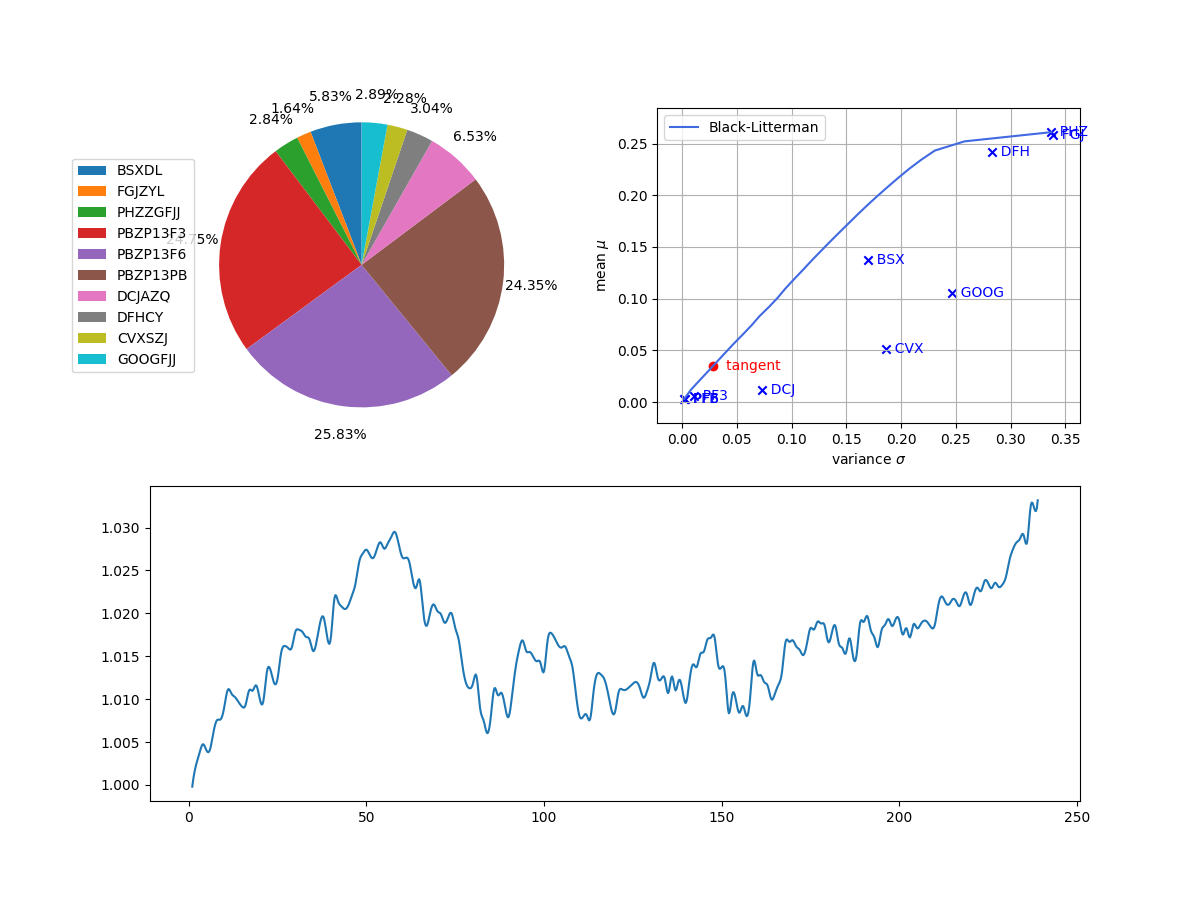 5.83%
2.89%
2.28%
1.64%
3.04%
2.84%
6.53%
24.75%
24.35%
25.83%
BSXDL
FGJZYL
PHZZGFJJ
PBZP13F3
PBZP13F6
PBZP13PB
DCJAZQ
DFHCY
CVXSZJ
GOOGFJJ
Black-Litterman
PHZ
FGJ
DFH
BSX
GOOG
CVX
tangent
DCJ
PF3
mean μ
0.25
0.20
0.15
0.10
0.05
0.00
0.00 0.05 0.10 0.15 0.20 0.25 0.30 0.35
variance σ
1.030
1.025
1.020
1.015
1.010
1.005
1.000
0 50 100 150 200 250